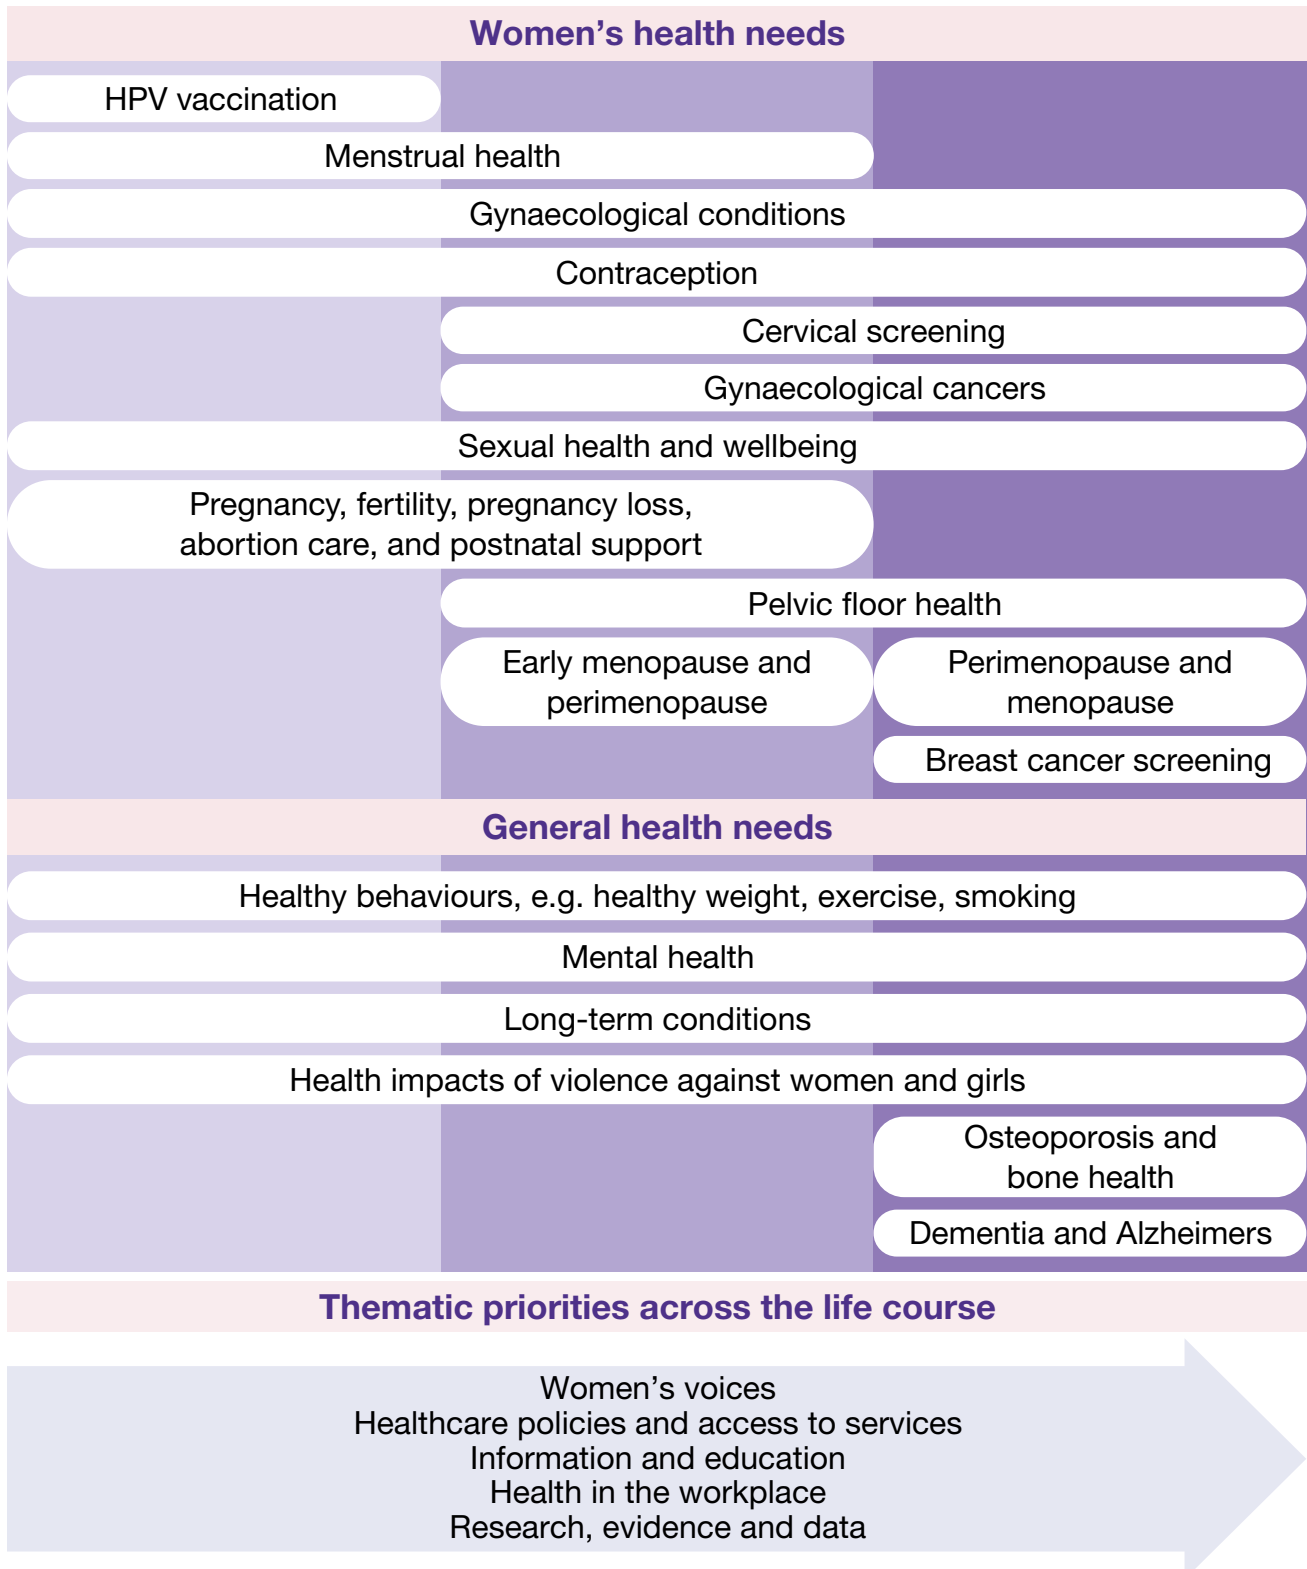 Women’s health needs
HPV vaccination
Menstrual health
Gynaecological conditions
Contraception
Cervical screening
Gynaecological cancers
Sexual health and wellbeing
Pregnancy, fertility, pregnancy loss,
abortion care, and postnatal support
Pelvic floor health
Early menopause and
perimenopause
Perimenopause and
menopause
Breast cancer screening
General health needs
Healthy behaviours, e.g. healthy weight, exercise, smoking
Mental health
Long-term conditions
Health impacts of violence against women and girls
Osteoporosis and
bone health
Dementia and Alzheimers
Thematic priorities across the life course
Women’s voices
Healthcare policies and access to services
Information and education
Health in the workplace
Research, evidence and data